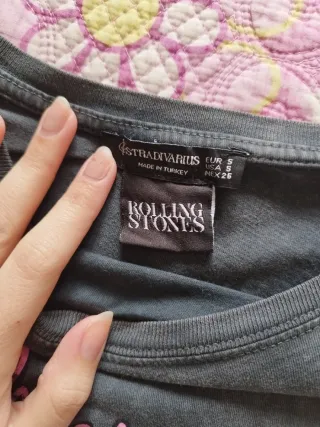 STRADIVARIUS
MADE IN TURKEY
EUR S
USA S
MEX 26
ROLLING
STONES